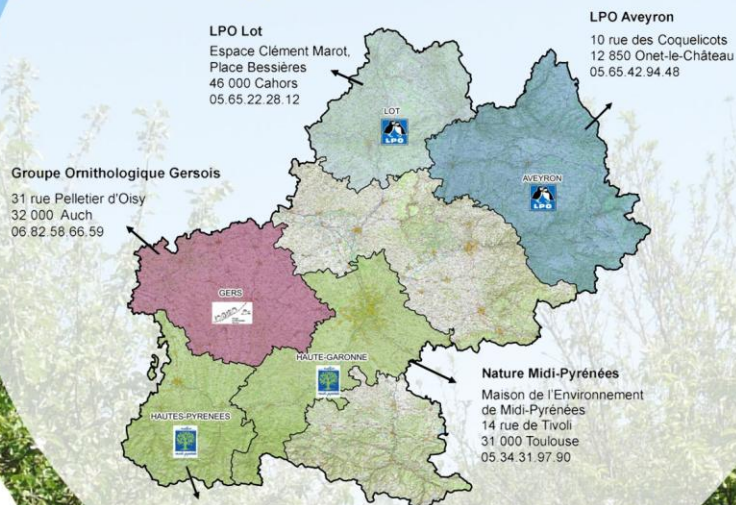 LPO Lot
Espace Clément Marot,
Place Bessières
46 000 Cahors
05.65.22.28.12
LPO Aveyron
10 rue des Coquelicots
12 850 Onet-le-Château
05.65.42.94.48
Groupe Ornithologique Gersois
31 rue Pelletier d'Oisy
32 000 Auch
06.82.58 66.59
LOT
LPO
AVEYRON
LPO
GERS
HAUTE-GARONNE
HAUTES-PYRENEES
Nature Midi-Pyrénées
Maison de l'Environnement
de Midi-Pyrénées
14 rue de Tivoli
31 000 Toulouse
05.34.31.97.90